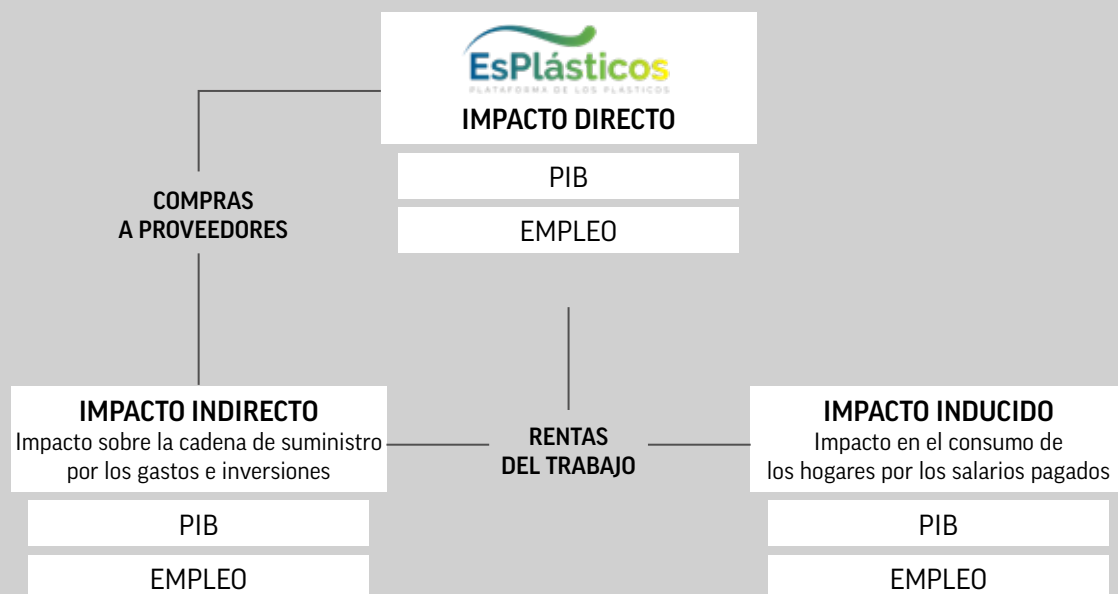 EsPlásticos
PLATAFORMA DE LOS PLÁSTICOS
IMPACTO DIRECTO
PIB
EMPLEO
COMPRAS
A PROVEEDORES
IMPACTO INDIRECTO
Impacto sobre la cadena de suministro
por los gastos e inversiones
PIB
EMPLEO
RENTAS
DEL TRABAJO
IMPACTO INDUCIDO
Impacto en el consumo de
los hogares por los salarios pagados
PIB
EMPLEO